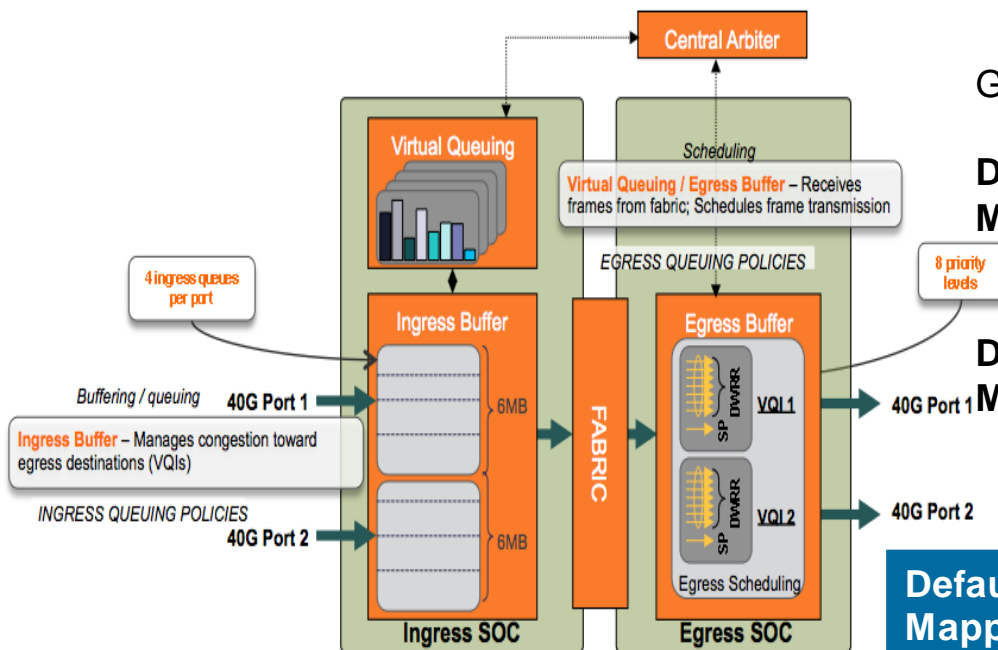 Central Arbiter
G
Virtual Queuing
Scheduling
Virtual Queuing / Egress Buffer – Receives
frames from fabric; Schedules frame transmission
D
M
EGRESS QUEUING POLICIES
4 ingress queues
per port
8 priority
levels
Ingress Buffer
Egress Buffer
D
M
Buffering / queuing
40G Port 1
6MB
FABRIC
SP
DWRR
VQI 1
40G Port 1
Ingress Buffer – Manages congestion toward
egress destinations (VQIs)
INGRESS QUEUING POLICIES
40G Port 2
6MB
SP
DWRR
VQI 2
40G Port 2
Egress Scheduling
Ingress SOC
Egress SOC
Defau
Mapp